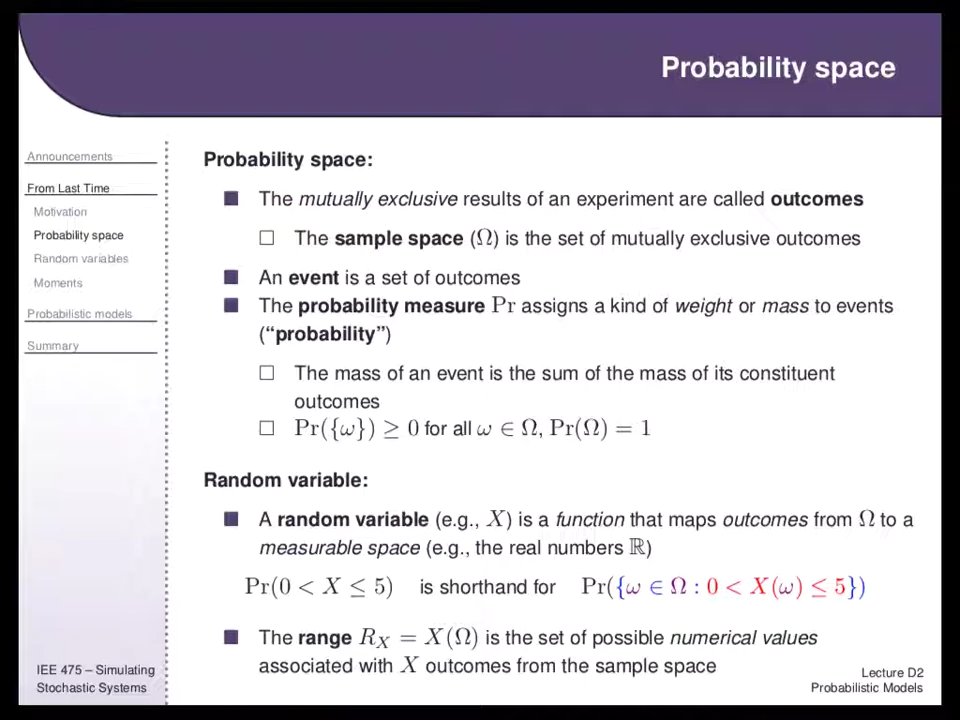 Probability space
Announcements
From Last Time
Motivation
Probability space
Random variables
Moments
Probabilistic models
Summary
Probability space:
The mutually exclusive results of an experiment are called outcomes
The sample space (Ω) is the set of mutually exclusive outcomes
An event is a set of outcomes
The probability measure Pr assigns a kind of weight or mass to events
(“probability”)
The mass of an event is the sum of the mass of its constituent
outcomes
Pr({ω}) ≥ 0 for all ω ∈ Ω, Pr(Ω) = 1
Random variable:
A random variable (e.g., X) is a function that maps outcomes from Ω to a
measurable space (e.g., the real numbers ℝ)
Pr(0 < X ≤ 5) is shorthand for Pr({ω ∈ Ω : 0 < X(ω) ≤ 5})
The range R_X = X(Ω) is the set of possible numerical values
associated with X outcomes from the sample space
IEE 475 – Simulating
Stochastic Systems
Lecture D2
Probabilistic Models